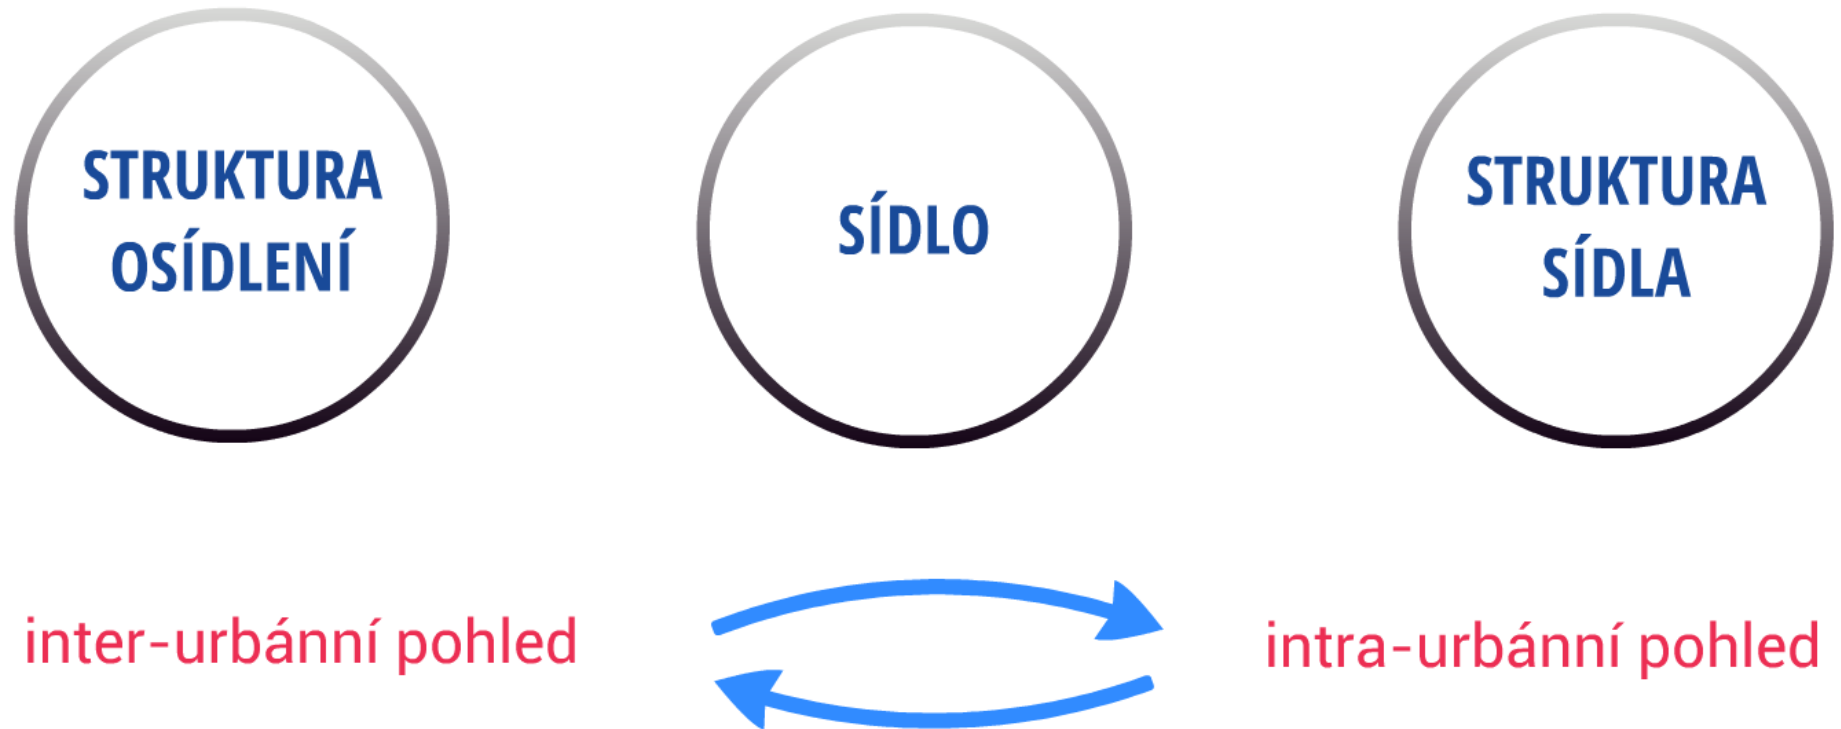 STRUKTURA
OSÍDLENÍ
SÍDLO
STRUKTURA
SÍDLA
inter-urbánní pohled
intra-urbánní pohled